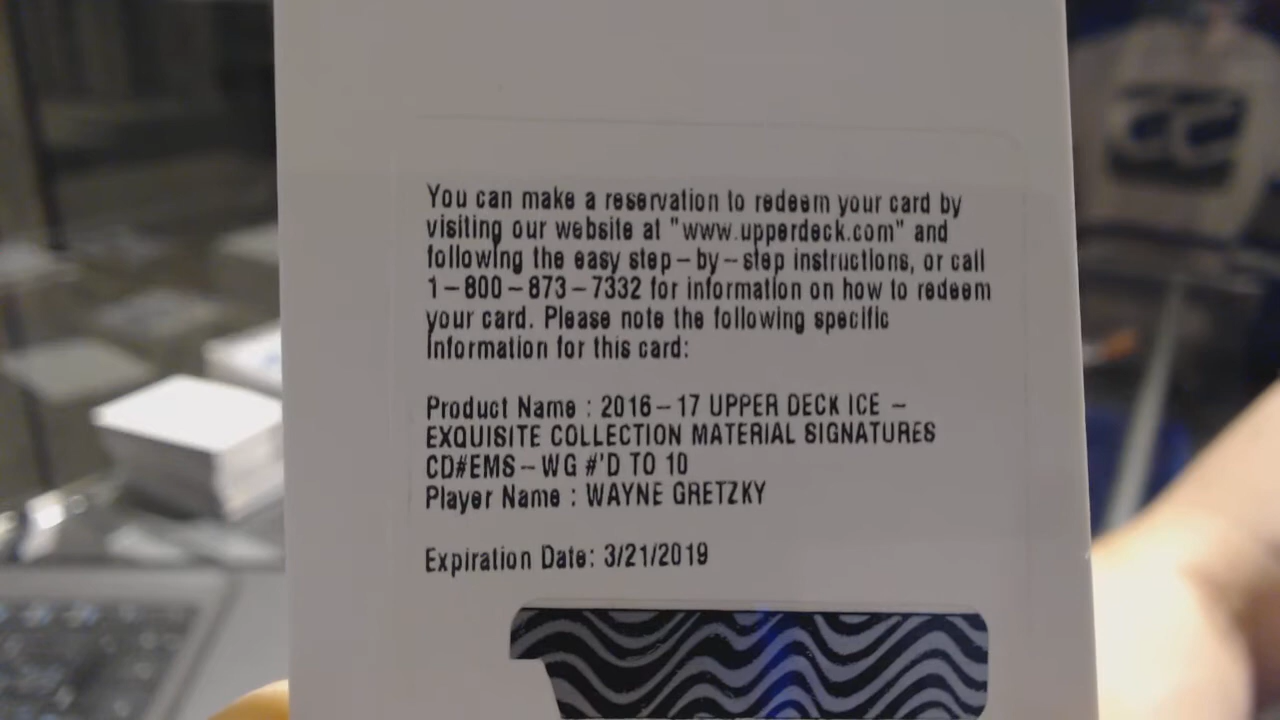 You can make a reservation to redeem your card by
visiting our website at "www.upperdeck.com" and
following the easy step-by-step instructions, or call
1-800-873-7332 for information on how to redeem
your card. Please note the following specific
information for this card:
Product Name : 2016-17 UPPER DECK ICE -
EXQUISITE COLLECTION MATERIAL SIGNATURES
CD#EMS-WG #'D TO 10
Player Name : WAYNE GRETZKY
Expiration Date: 3/21/2019